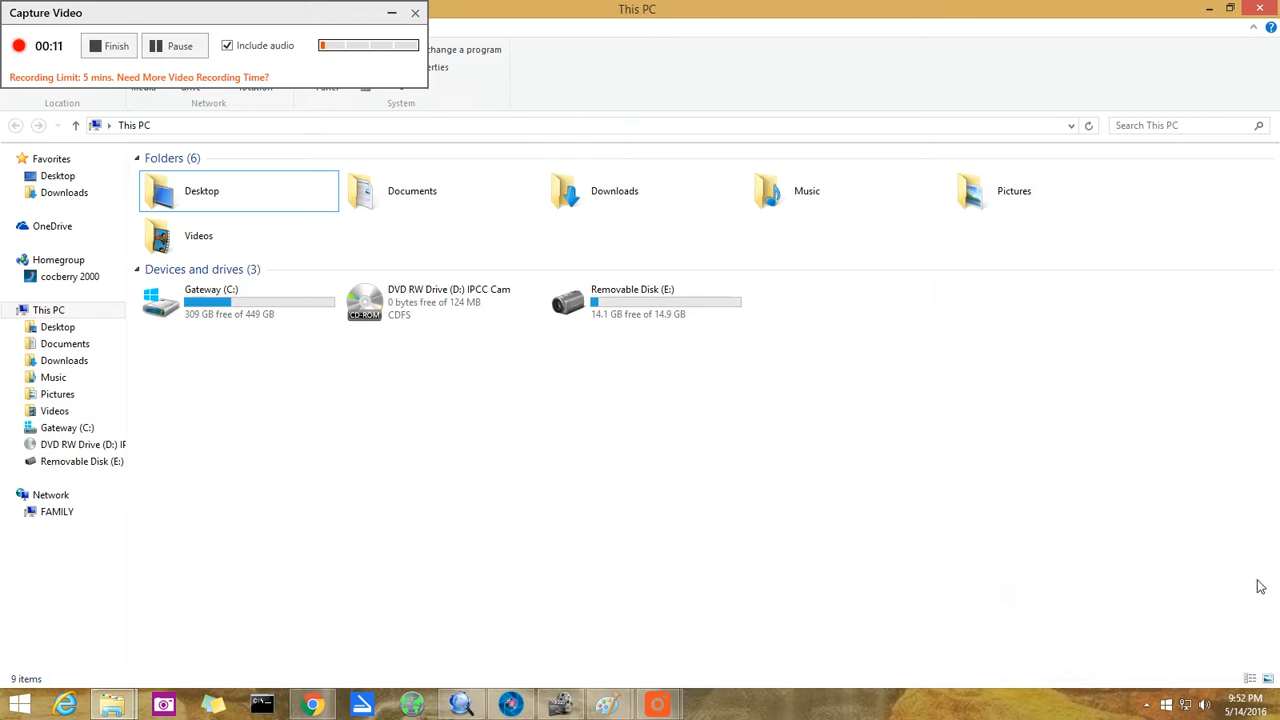 Capture Video
This PC
00:11
Finish
Pause
Include audio
Recording Limit: 5 mins. Need More Video Recording Time?
change a program
erties
Location
Network
System
This PC
Search This PC
Favorites
Desktop
Downloads
OneDrive
Homegroup
cocberry 2000
This PC
Desktop
Documents
Downloads
Music
Pictures
Videos
Gateway (C:)
DVD RW Drive (D:) IP
Removable Disk (E:)
Network
FAMILY
Folders (6)
Desktop
Documents
Downloads
Music
Pictures
Videos
Devices and drives (3)
Gateway (C:)
309 GB free of 449 GB
CD-ROM
DVD RW Drive (D:) IPCC Cam
0 bytes free of 124 MB
CDFS
Removable Disk (E:)
14.1 GB free of 14.9 GB
9 items
9:52 PM
5/14/2016